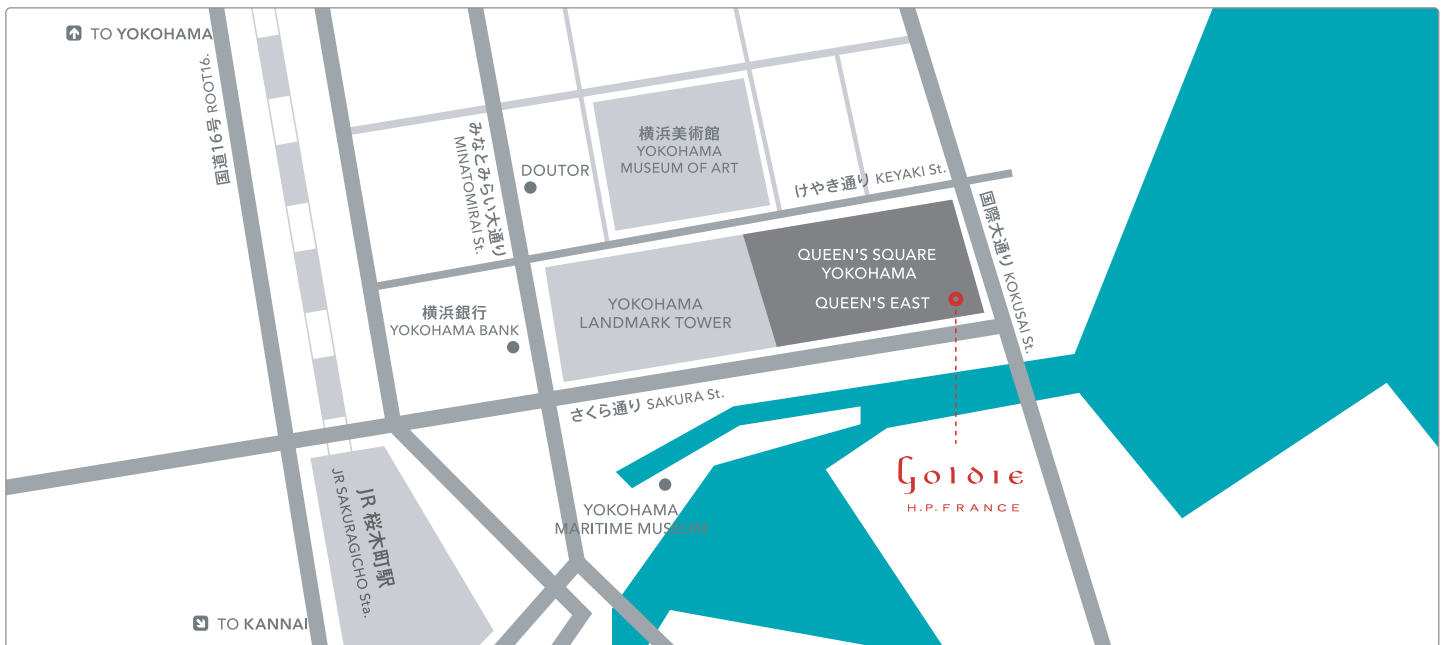 TO YOKOHAMA
国道16号 ROOT16.
みなとみらい大通り
MINATOMIRAI St.
DOUTOR
横浜美術館
YOKOHAMA
MUSEUM OF ART
けやき通り KEYAKI St.
国際大通り KOKUSAI St.
QUEEN'S SQUARE
YOKOHAMA
QUEEN'S EAST
YOKOHAMA
LANDMARK TOWER
横浜銀行
YOKOHAMA BANK
さくら通り SAKURA St.
JR 桜木町駅
JR SAKURAGICHO Sta.
YOKOHAMA
MARITIME MUSEUM
Goldie
H.P.FRANCE
TO KANNAI